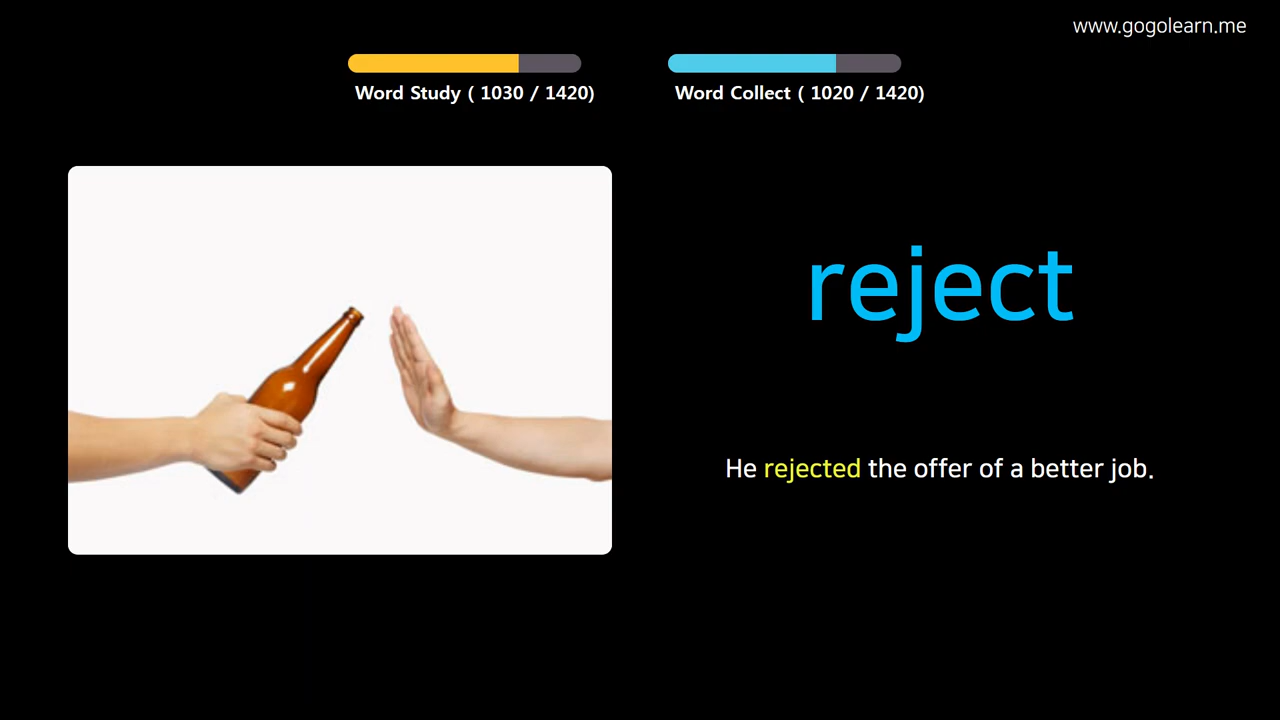 www.gogolearn.me
Word Study ( 1030 / 1420)
Word Collect ( 1020 / 1420)
reject
He rejected the offer of a better job.